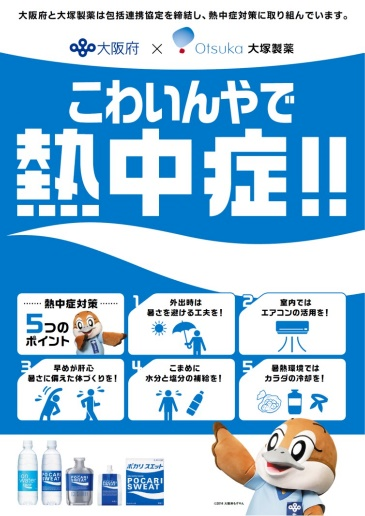 大阪府と大塚製薬は包括連携協定を締結し、熱中症対策に取り組んでいます。
大阪府 × Otsuka 大塚製薬
こわいんやで
熱中症!!
熱中症対策
5つの
ポイント
1 外出時は
暑さを避ける工夫を!
2 室内では
エアコンの活用を!
3 早めが肝心
暑さに備えた体づくりを!
4 こまめに
水分と塩分の補給を!
5 暑熱環境では
カラダの冷却を!
POCARI
SWEAT
POCARI
SWEAT
ポカリスエット
POCARI
SWEAT